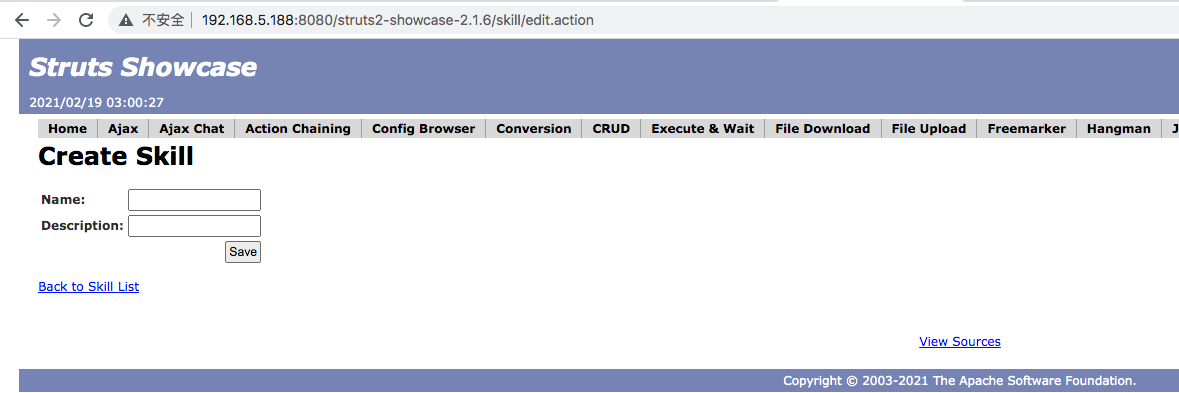 不安全 192.168.5.188:8080/struts2-showcase-2.1.6/skill/edit.action
Struts Showcase
2021/02/19 03:00:27
Home Ajax Ajax Chat Action Chaining Config Browser Conversion CRUD Execute & Wait File Download File Upload Freemarker Hangman J
Create Skill
Name:
Description:
Save
Back to Skill List
View Sources
Copyright © 2003-2021 The Apache Software Foundation.